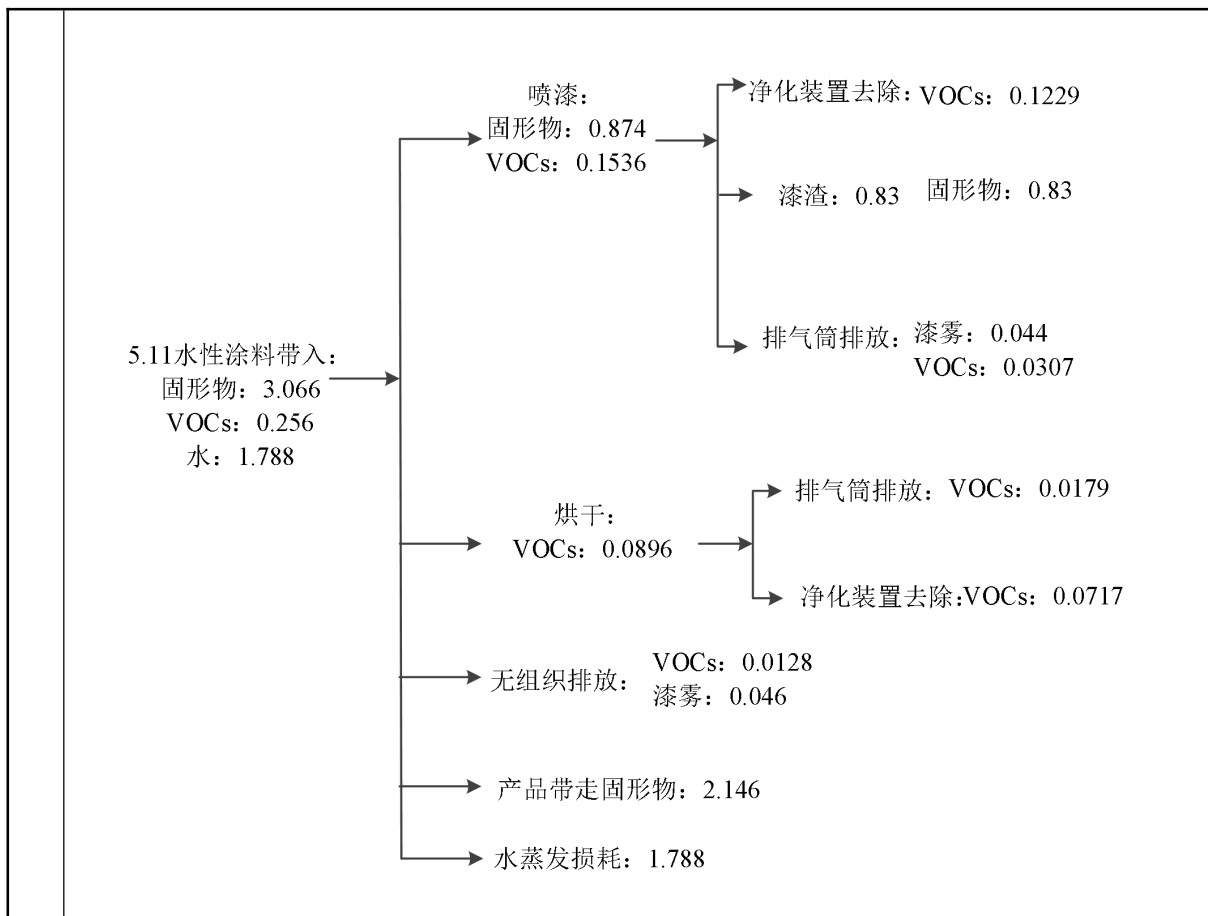 喷漆：
固形物：0.874
VOCs：0.1536
净化装置去除：VOCs：0.1229
漆渣：0.83 固形物：0.83
排气筒排放：漆雾：0.044
VOCs：0.0307
5.11水性涂料带入：
固形物：3.066
VOCs：0.256
水：1.788
烘干：
VOCs：0.0896
排气筒排放：VOCs：0.0179
净化装置去除：VOCs：0.0717
无组织排放：
VOCs：0.0128
漆雾：0.046
产品带走固形物：2.146
水蒸发损耗：1.788